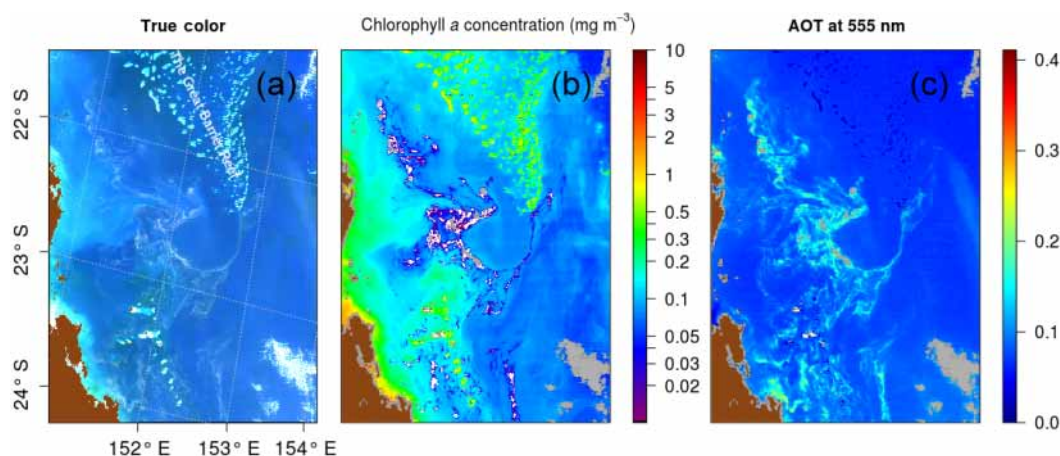 True color
Chlorophyll a concentration (mg m⁻³)
AOT at 555 nm
(a)
The Great Barrier Reef
(b)
(c)
22° S
23° S
24° S
152° E
153° E
154° E
10
5
3
2
1
0.5
0.3
0.2
0.1
0.05
0.03
0.02
0.4
0.3
0.2
0.1
0.0